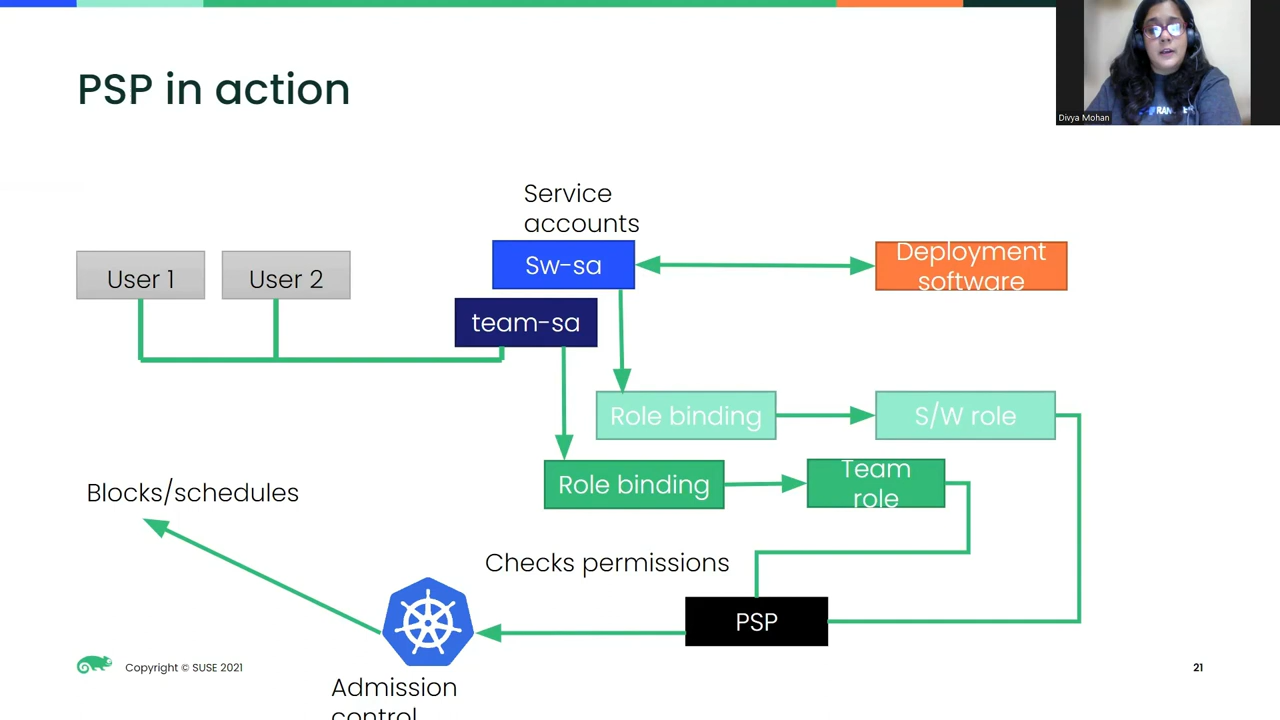 PSP in action
Divya Mohan
Service
accounts
User 1
User 2
Sw-sa
Deployment
software
team-sa
Role binding
S/W role
Role binding
Team
role
Blocks/schedules
Checks permissions
PSP
Copyright © SUSE 2021
21
Admission
control